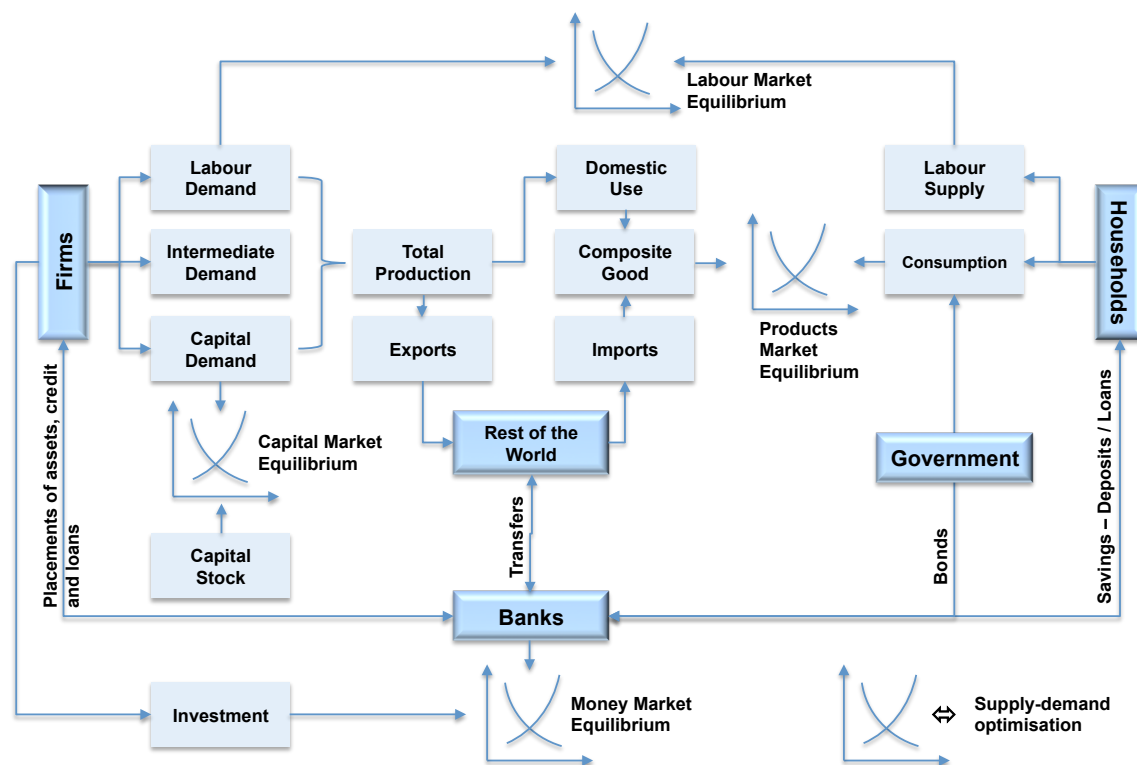 Labour Market
Equilibrium
Labour
Demand
Domestic
Use
Labour
Supply
Firms
Households
Intermediate
Demand
Total
Production
Composite
Good
Consumption
Capital
Demand
Exports
Imports
Products
Market
Equilibrium
Placements of assets, credit
and loans
Capital Market
Equilibrium
Rest of the
World
Government
Savings – Deposits / Loans
Capital
Stock
Transfers
Bonds
Banks
Investment
Money Market
Equilibrium
Supply-demand
optimisation